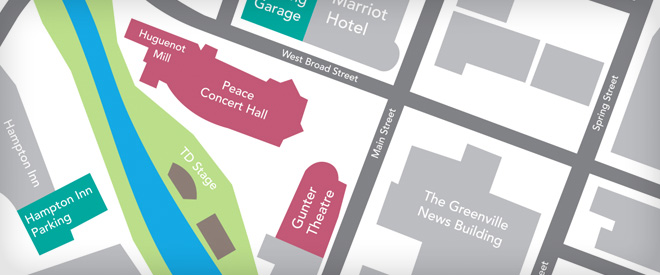 Garage
Marriot
Hotel
Huguenot
Mill
West Broad Street
Peace
Concert Hall
Spring Street
Main Street
Hampton Inn
TD Stage
Hampton Inn
Parking
Gunter
Theatre
The Greenville
News Building